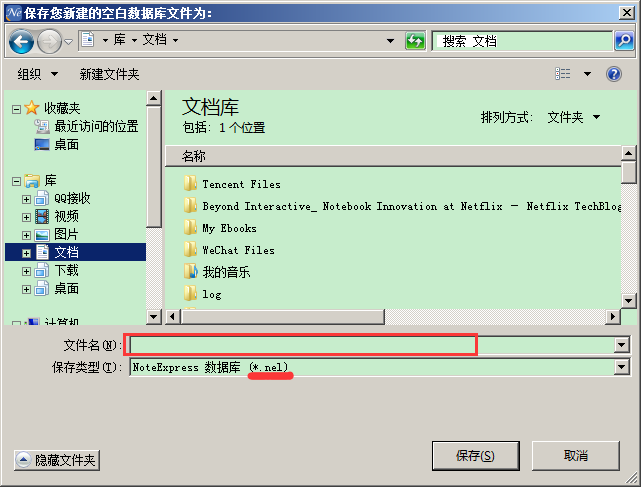 Ne 保存您新建的空白数据库文件为:
库 文档
搜索 文档
组织 新建文件夹
收藏夹
最近访问的位置
桌面
库
QQ接收
视频
图片
文档
下载
桌面
计算机
文档库
包括: 1 个位置
排列方式: 文件夹
名称
Tencent Files
Beyond Interactive_ Notebook Innovation at Netflix – Netflix TechBlog
My Ebooks
WeChat Files
我的音乐
log
文件名(N):
保存类型(T): NoteExpress 数据库 (*.nel)
隐藏文件夹
保存(S)
取消